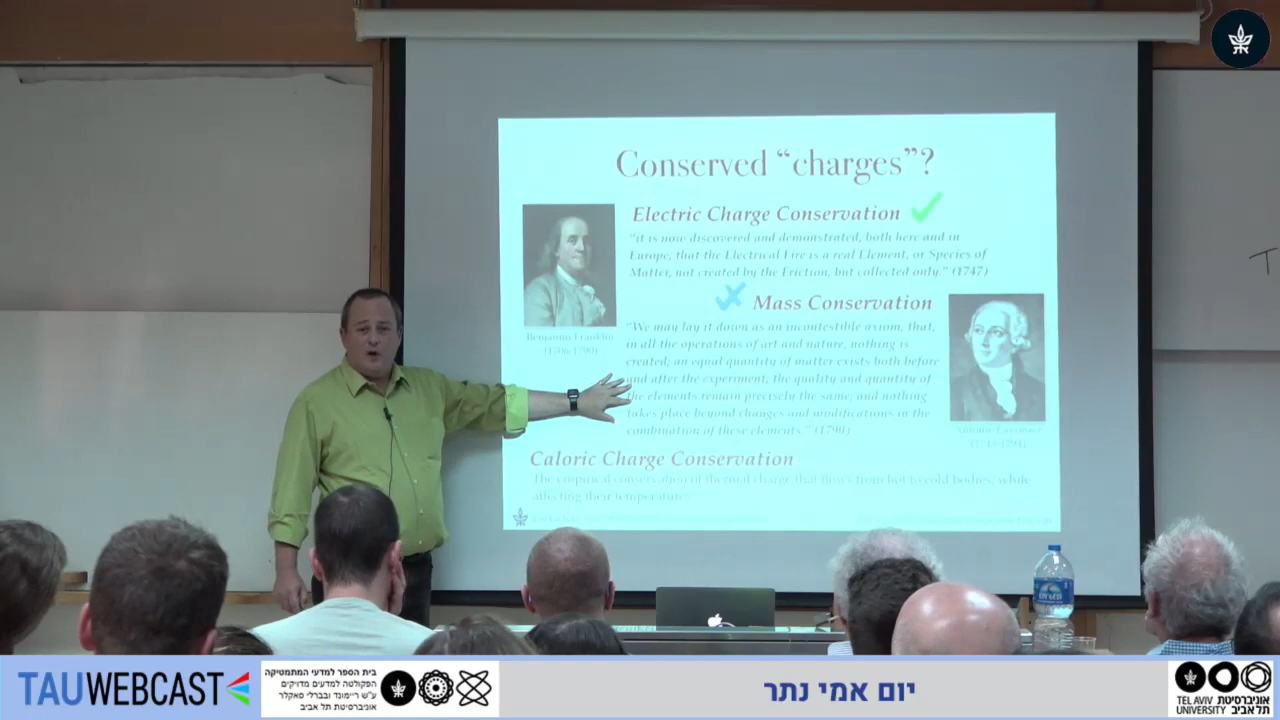 Conserved “charges”?
Electric Charge Conservation
“it is now discovered and demonstrated, both here and in
Europe, that the Electrical Fire is a real Element, or Species of
Matter, not created by the Friction, but collected only.” (1747)
Benjamin Franklin
(1706-1790)
Mass Conservation
“We may lay it down as an incontestible axiom, that,
in all the operations of art and nature, nothing is
created; an equal quantity of matter exists both before
and after the experiment; the quality and quantity of
the elements remain precisely the same; and nothing
takes place beyond changes and modifications in the
combination of these elements.” (1790)
Antoine Lavoisier
(1743-1794)
Caloric Charge Conservation
The empirical conservation of thermal charge that flows from hot to cold bodies, while
affecting their temperatures
TAUWEBCAST
בית הספר למדעי המתמטיקה
הפקולטה למדעים מדויקים
ע"ש ריימונד ובברלי סאקלר
אוניברסיטת תל אביב
יום אמי נתר
TEL AVIV UNIVERSITY
אוניברסיטת תל אביב